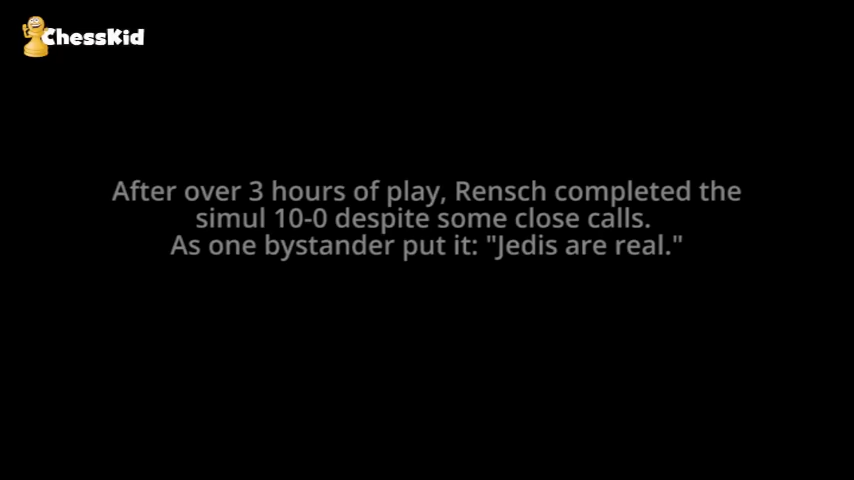 ChessKid
After over 3 hours of play, Rensch completed the
simul 10-0 despite some close calls.
As one bystander put it: "Jedis are real."